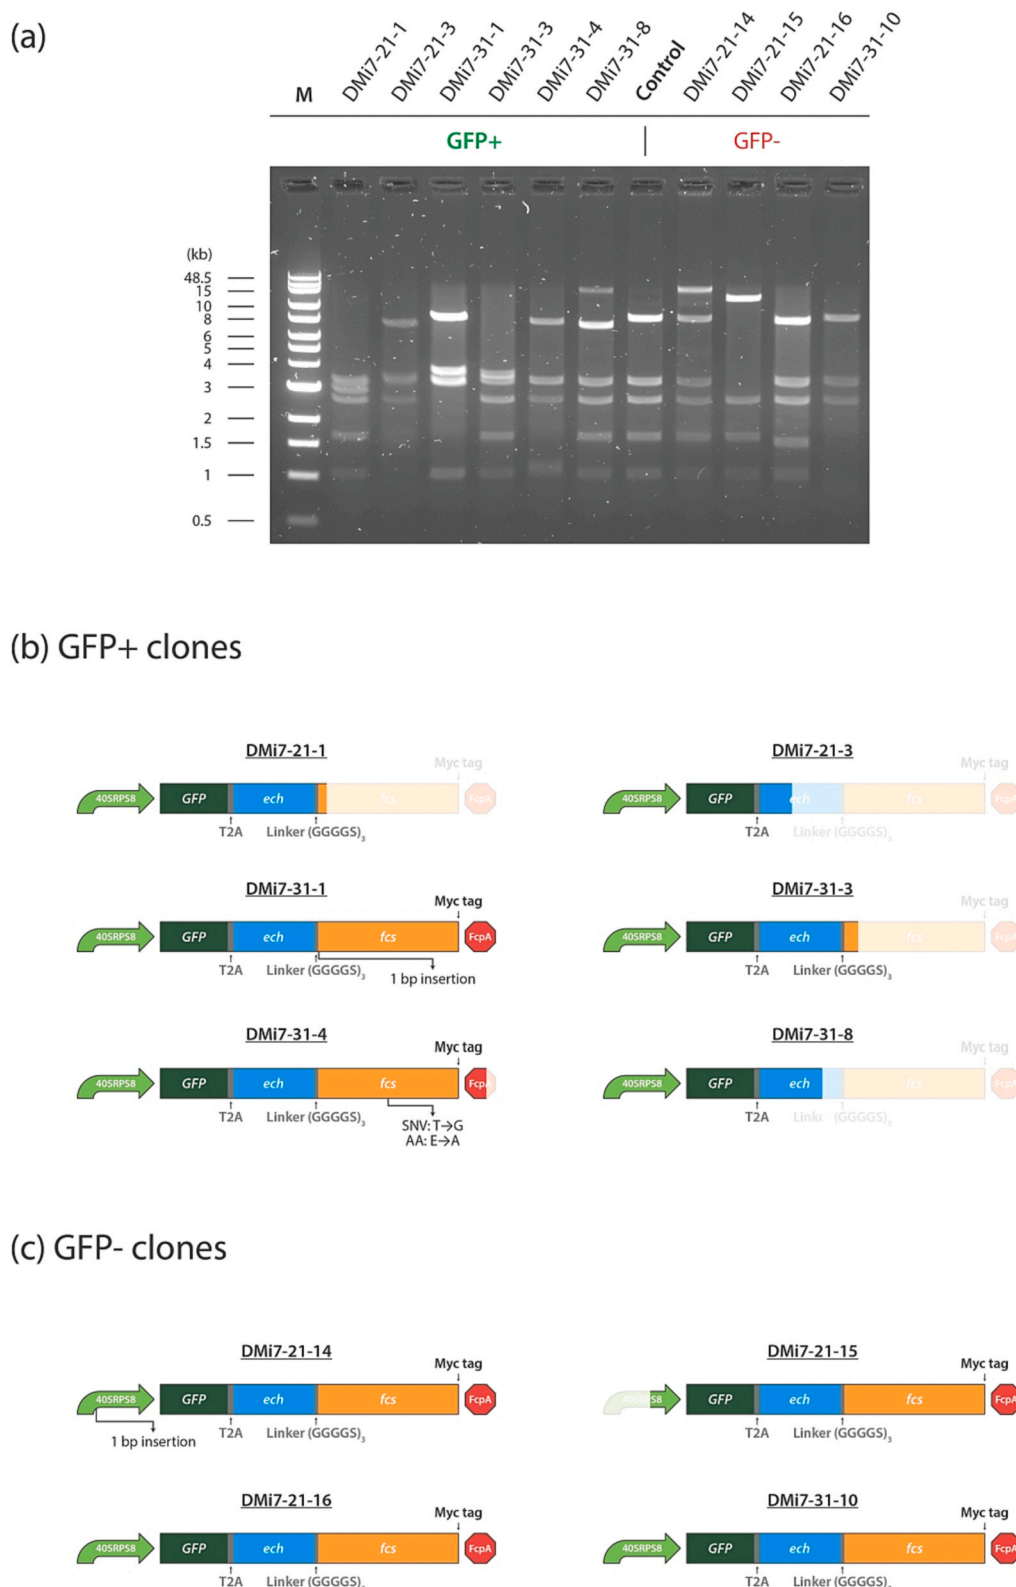 (a)
M
DMi7-21-1
DMi7-21-3
DMi7-31-1
DMi7-31-3
DMi7-31-4
DMi7-31-8
Control
DMi7-21-14
DMi7-21-15
DMi7-21-16
DMi7-31-10
GFP+
GFP-
(kb)
48.5
15
10
8
6
5
4
3
2
1.5
1
0.5
(b) GFP+ clones
DMi7-21-1
Myc tag
40SRPS8
GFP
ech
fcs
FcpA
T2A
Linker (GGGGS)₃
DMi7-21-3
Myc tag
40SRPS8
GFP
ech
fcs
FcpA
T2A
Linker (GGGGS)₃
DMi7-31-1
Myc tag
40SRPS8
GFP
ech
fcs
FcpA
T2A
Linker (GGGGS)₃
1 bp insertion
DMi7-31-3
Myc tag
40SRPS8
GFP
ech
fcs
FcpA
T2A
Linker (GGGGS)₃
DMi7-31-4
Myc tag
40SRPS8
GFP
ech
fcs
FcpA
T2A
Linker (GGGGS)₃
SNV: T→G
AA: E→A
DMi7-31-8
Myc tag
40SRPS8
GFP
ech
fcs
FcpA
T2A
Linker (GGGGS)₃
(c) GFP- clones
DMi7-21-14
Myc tag
40SRPS8
GFP
ech
fcs
FcpA
T2A
Linker (GGGGS)₃
1 bp insertion
DMi7-21-15
Myc tag
40SRPS8
GFP
ech
fcs
FcpA
T2A
Linker (GGGGS)₃
DMi7-21-16
Myc tag
40SRPS8
GFP
ech
fcs
FcpA
T2A
Linker (GGGGS)₃
DMi7-31-10
Myc tag
40SRPS8
GFP
ech
fcs
FcpA
T2A
Linker (GGGGS)₃